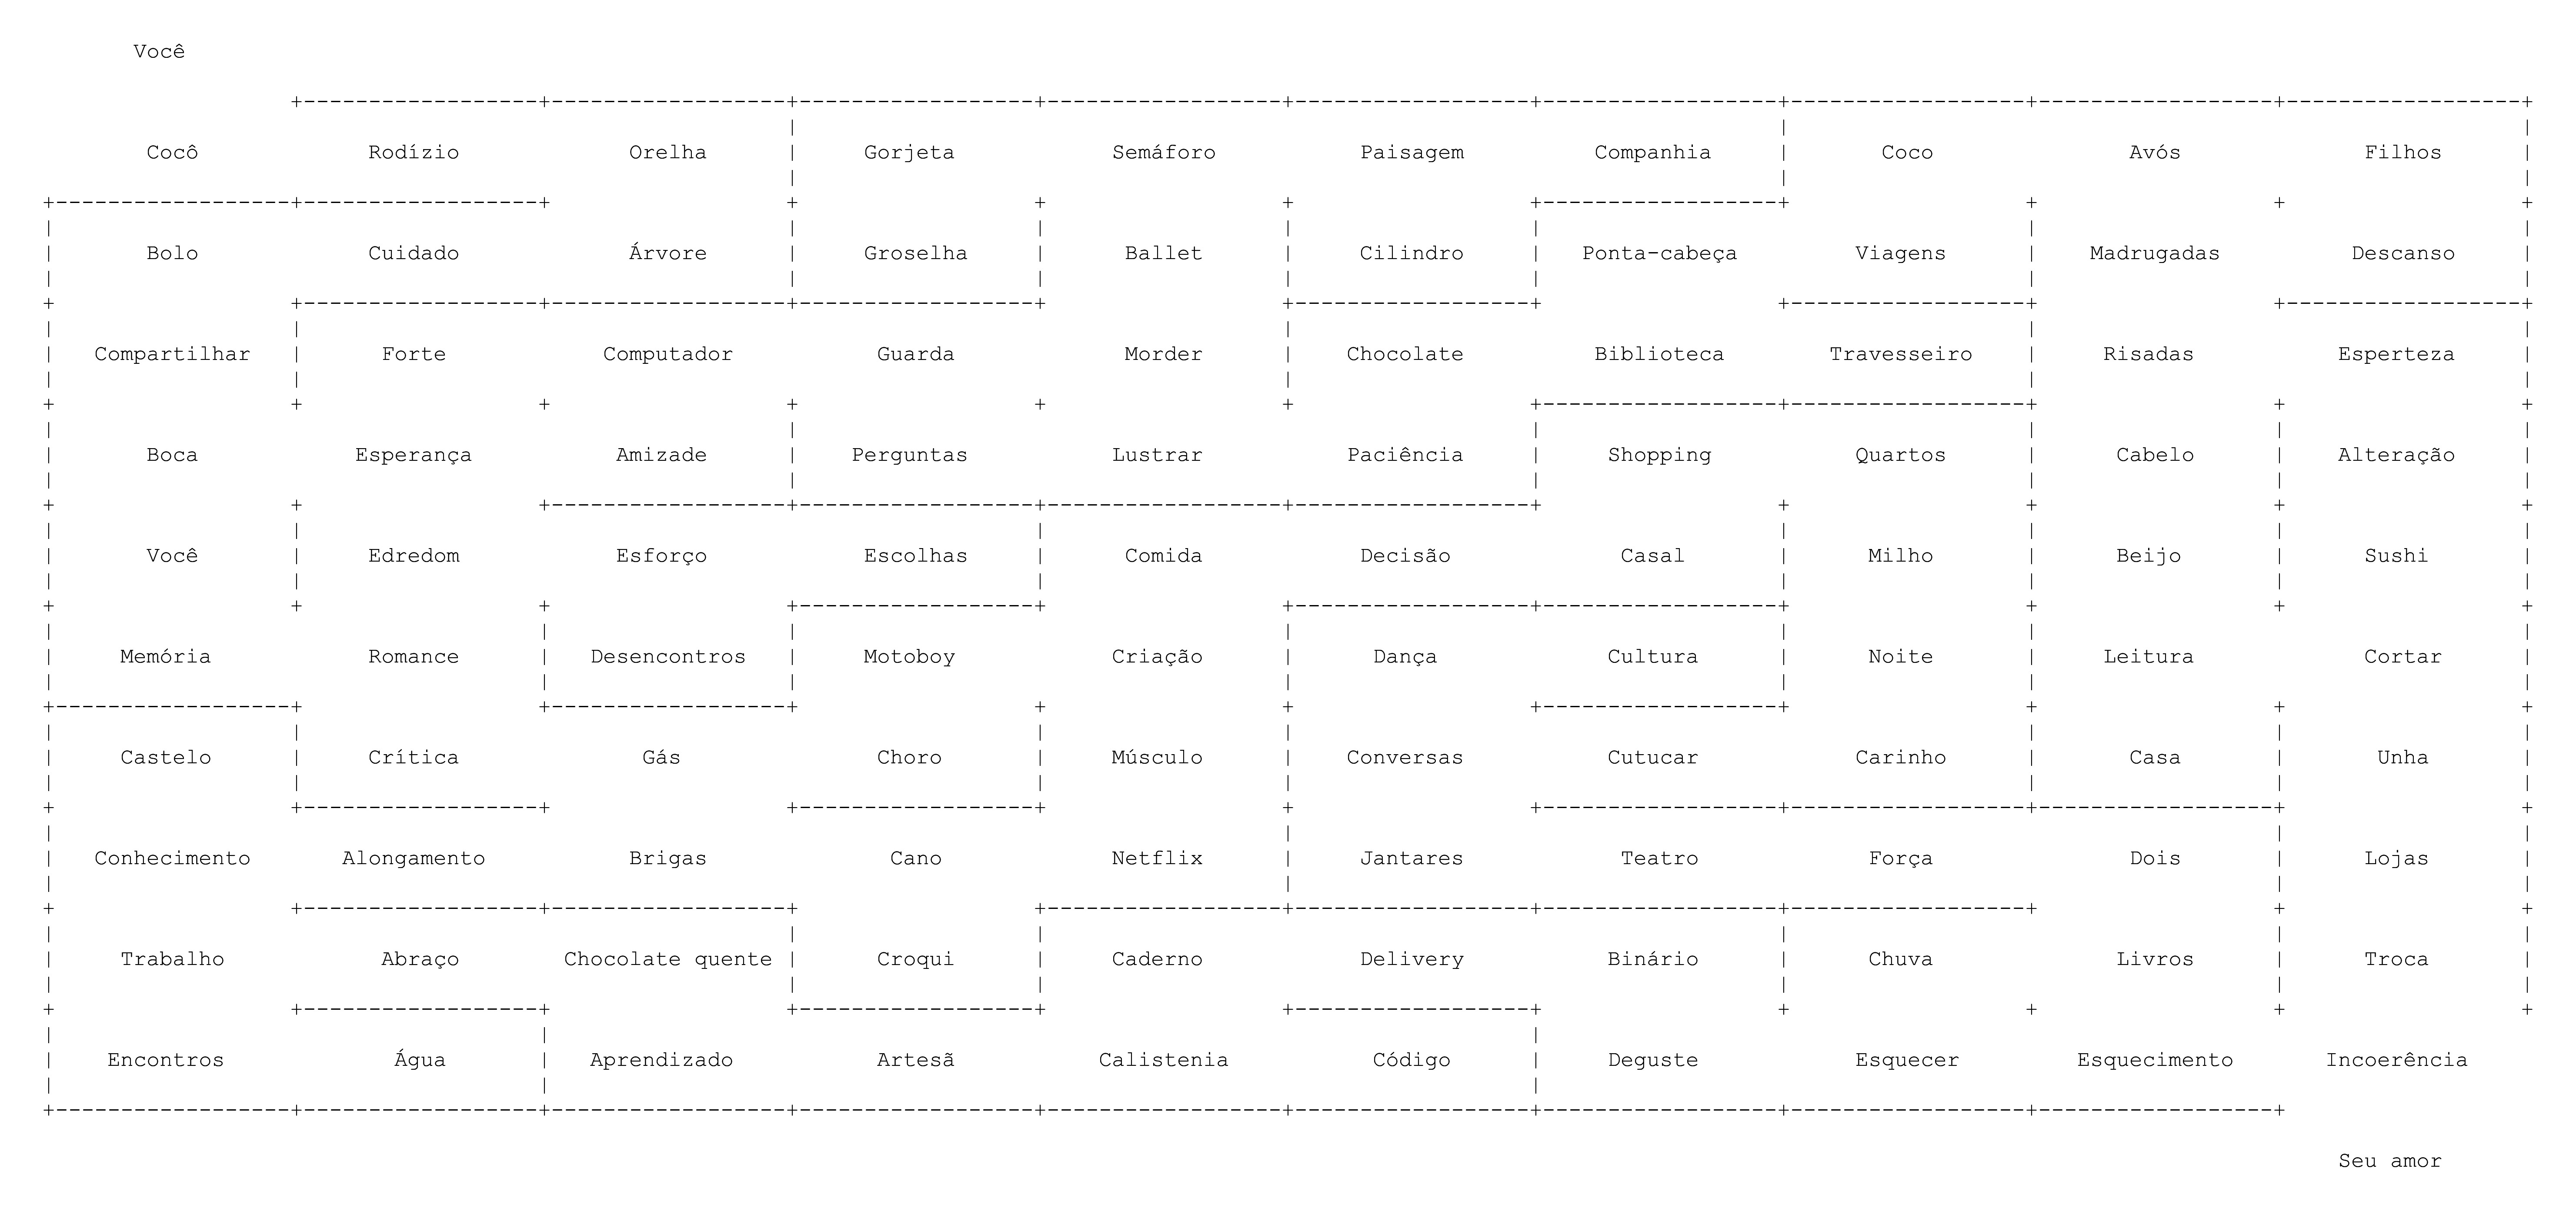 Você
Cocô Rodízio Orelha Gorjeta Semáforo Paisagem Companhia Coco Avós Filhos
Bolo Cuidado Árvore Groselha Ballet Cilindro Ponta-cabeça Viagens Madrugadas Descanso
Compartilhar Forte Computador Guarda Morder Chocolate Biblioteca Travesseiro Risadas Esperteza
Boca Esperança Amizade Perguntas Lustrar Paciência Shopping Quartos Cabelo Alteração
Você Edredom Esforço Escolhas Comida Decisão Casal Milho Beijo Sushi
Memória Romance Desencontros Motoboy Criação Dança Cultura Noite Leitura Cortar
Castelo Crítica Gás Choro Músculo Conversas Cutucar Carinho Casa Unha
Conhecimento Alongamento Brigas Cano Netflix Jantares Teatro Força Dois Lojas
Trabalho Abraço Chocolate quente Croqui Caderno Delivery Binário Chuva Livros Troca
Encontros Água Aprendizado Artesã Calistenia Código Deguste Esquecer Esquecimento Incoerência
Seu amor